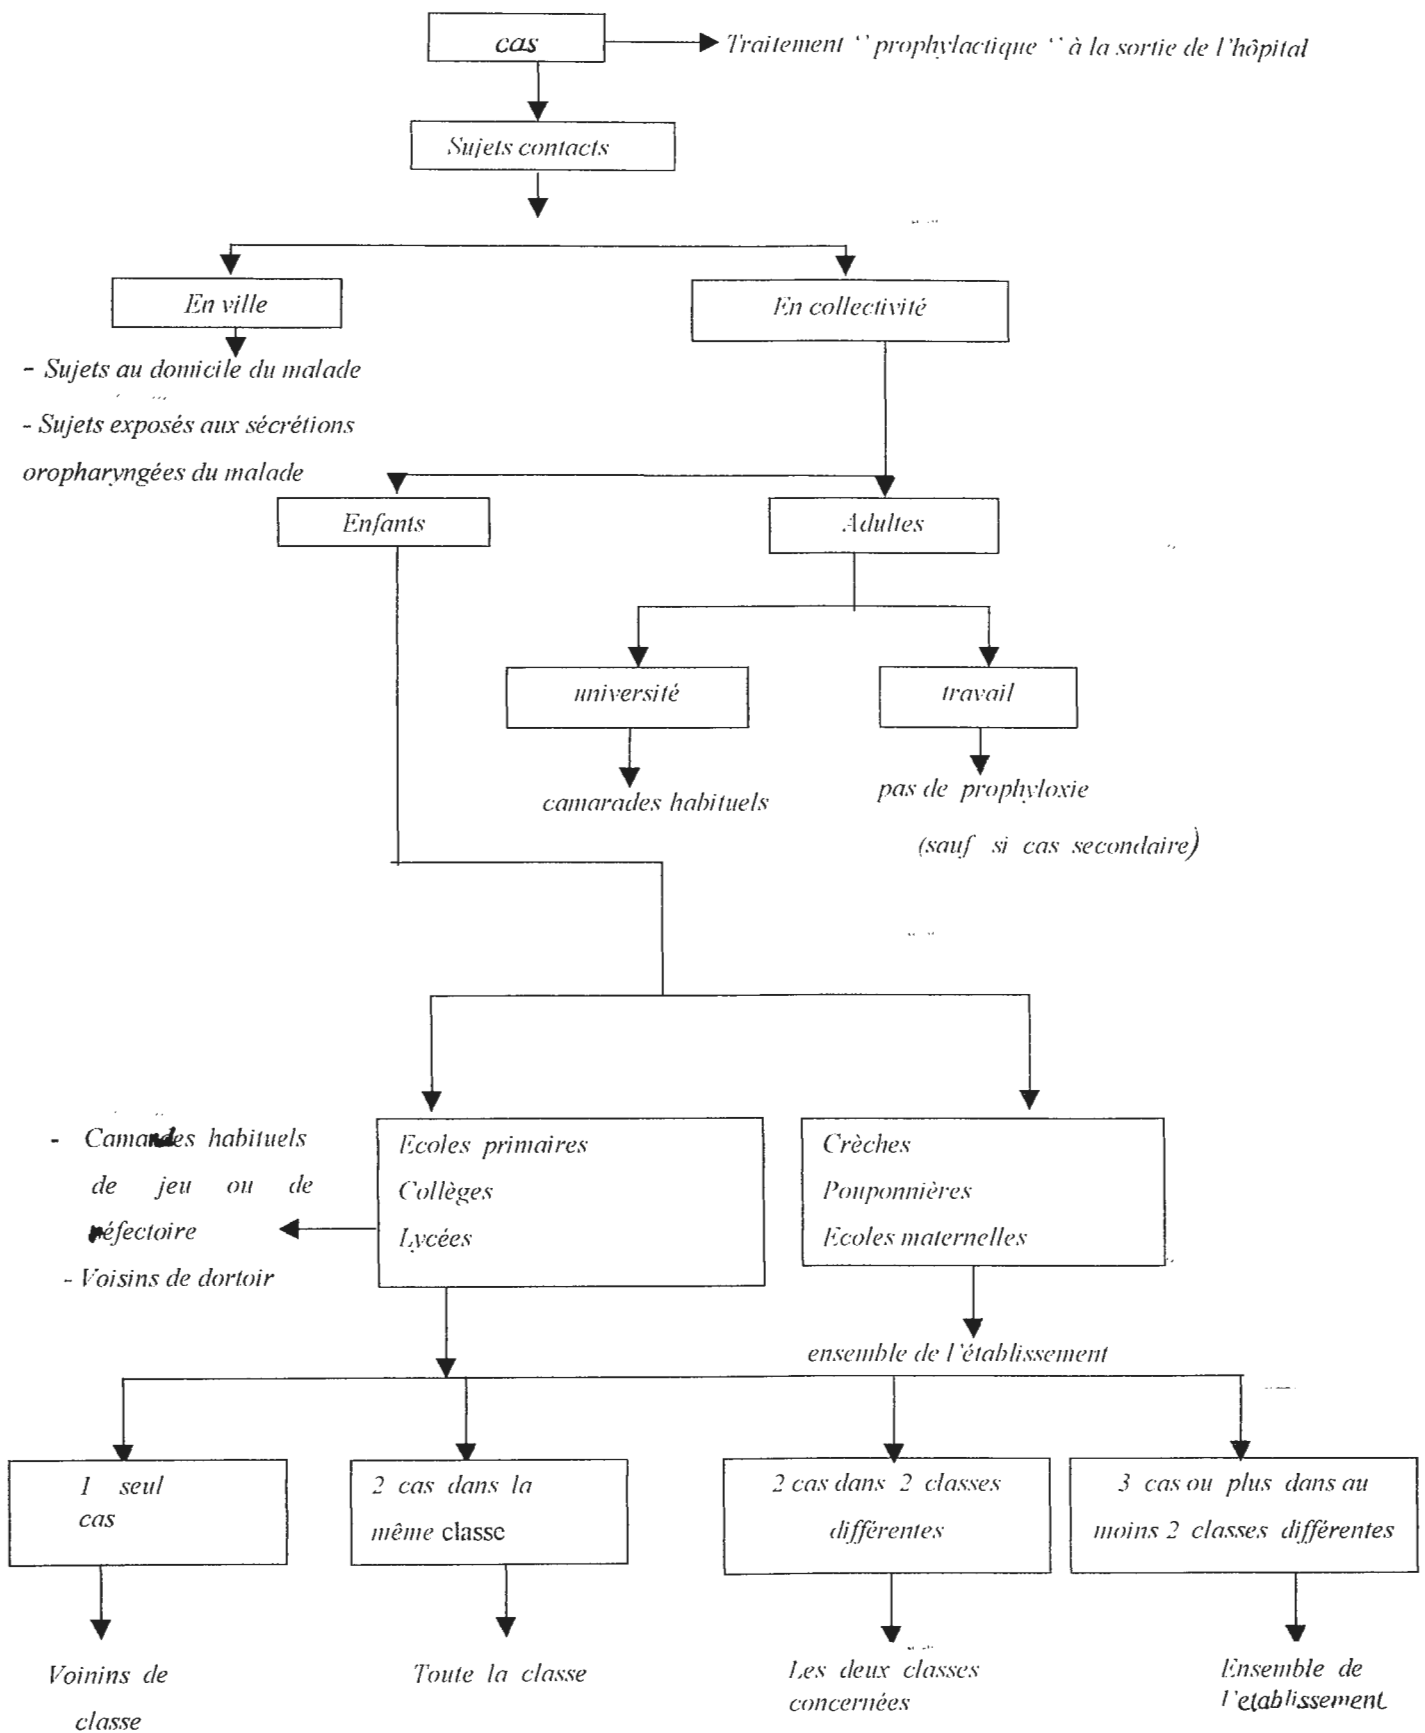 cas
Traitement ‘’ prophylactique ‘’ à la sortie de l’hôpital
Sujets contacts
En ville
En collectivité
- Sujets au domicile du malade
- Sujets exposés aux sécrétions
oropharyngées du malade
Enfants
Adultes
université
travail
camarades habituels
pas de prophyloxie
(sauf si cas secondaire)
- Camarades habituels
de jeu ou de
réfectoire
- Voisins de dortoir
Ecoles primaires
Collèges
Lycées
Crèches
Pouponnières
Ecoles maternelles
ensemble de l’établissement
1 seul
cas
2 cas dans la
même classe
2 cas dans 2 classes
différentes
3 cas ou plus dans au
moins 2 classes différentes
Voinins de
classe
Toute la classe
Les deux classes
concernées
Ensemble de
l’etablissement